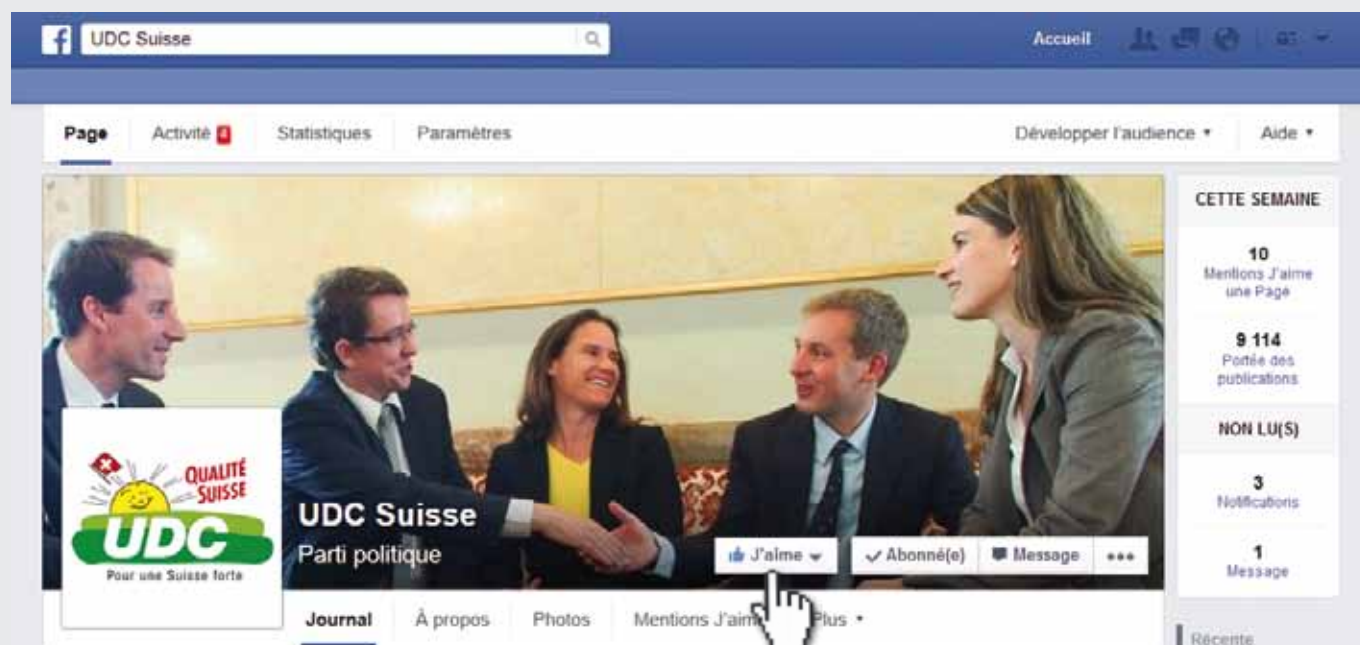 UDC Suisse
Accueil
Page
Activité 4
Statistiques
Paramètres
Développer l'audience
Aide
CETTE SEMAINE
10
Mentions J'aime
une Page
9 114
Portée des
publications
NON LU(S)
3
Notifications
1
Message
Récente
QUALITÉ
SUISSE
UDC
Pour une Suisse forte
UDC Suisse
Parti politique
J'aime
Abonné(e)
Message
Journal
À propos
Photos
Mentions J'aim
Plus